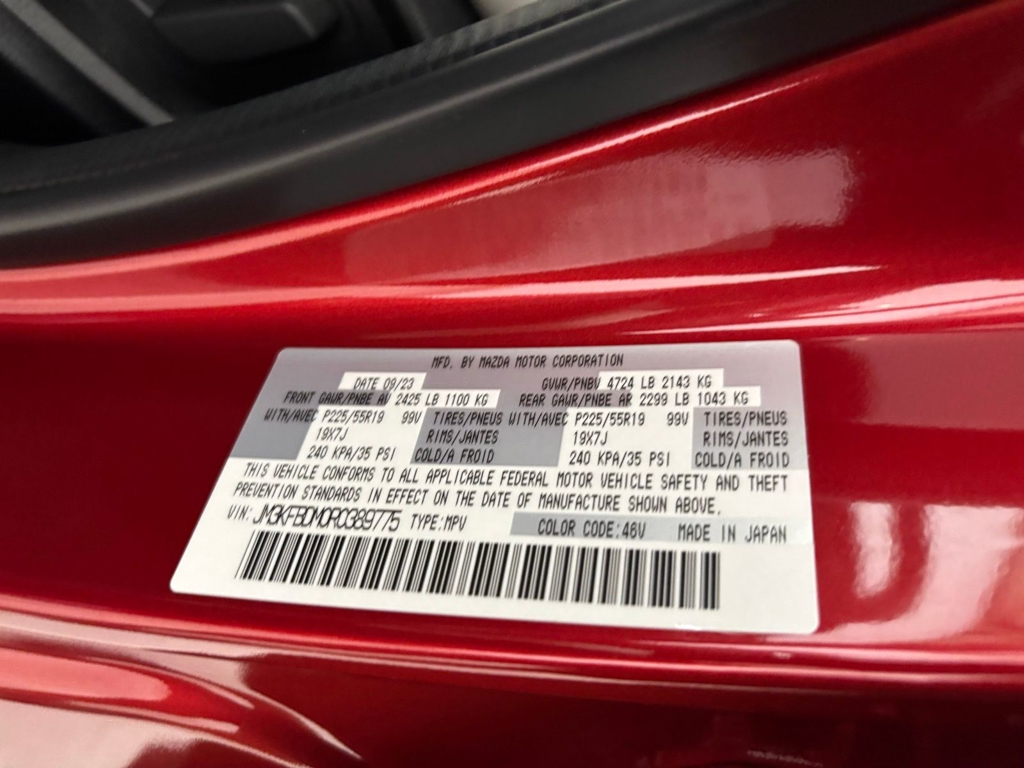 MFD. BY MAZDA MOTOR CORPORATION
DATE 09/23 GVWR/PNBV 4724 LB 2143 KG
FRONT GAWR/PNBE AV 2425 LB 1100 KG REAR GAWR/PNBE AR 2299 LB 1043 KG
WITH/AVEC P225/55R19 99V TIRES/PNEUS WITH/AVEC P225/55R19 99V TIRES/PNEUS
19X7J RIMS/JANTES 19X7J RIMS/JANTES
240 KPA/35 PSI COLD/A FROID 240 KPA/35 PSI COLD/A FROID
THIS VEHICLE CONFORMS TO ALL APPLICABLE FEDERAL MOTOR VEHICLE SAFETY AND THEFT
PREVENTION STANDARDS IN EFFECT ON THE DATE OF MANUFACTURE SHOWN ABOVE.
VIN: JM3KFBDM0R0389775 TYPE:MPV COLOR CODE:46V MADE IN JAPAN